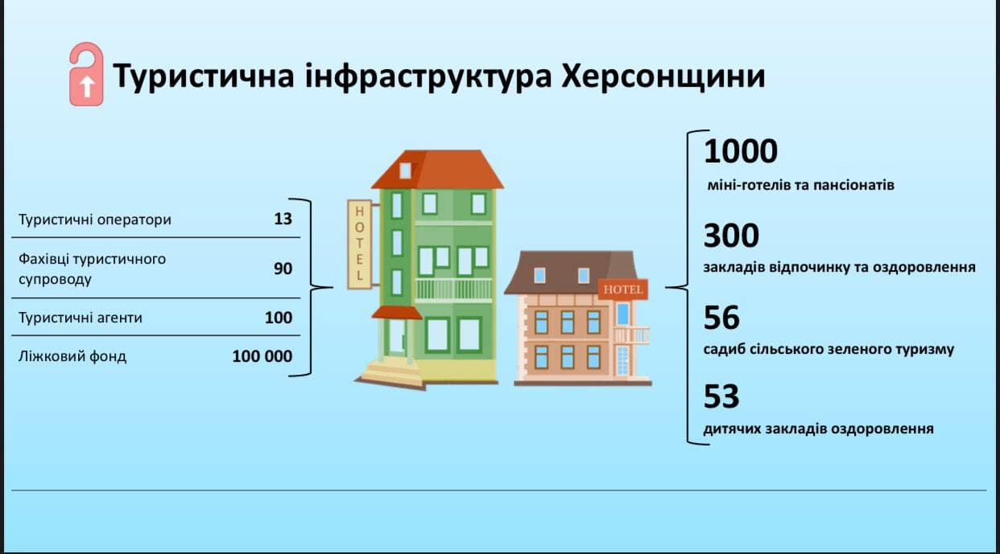 Туристична інфраструктура Херсонщини
Туристичні оператори 13
Фахівці туристичного
супроводу 90
Туристичні агенти 100
Ліжковий фонд 100 000
H
O
T
E
L
HOTEL
1000
міні-готелів та пансіонатів
300
закладів відпочинку та оздоровлення
56
садиб сільського зеленого туризму
53
дитячих закладів оздоровлення